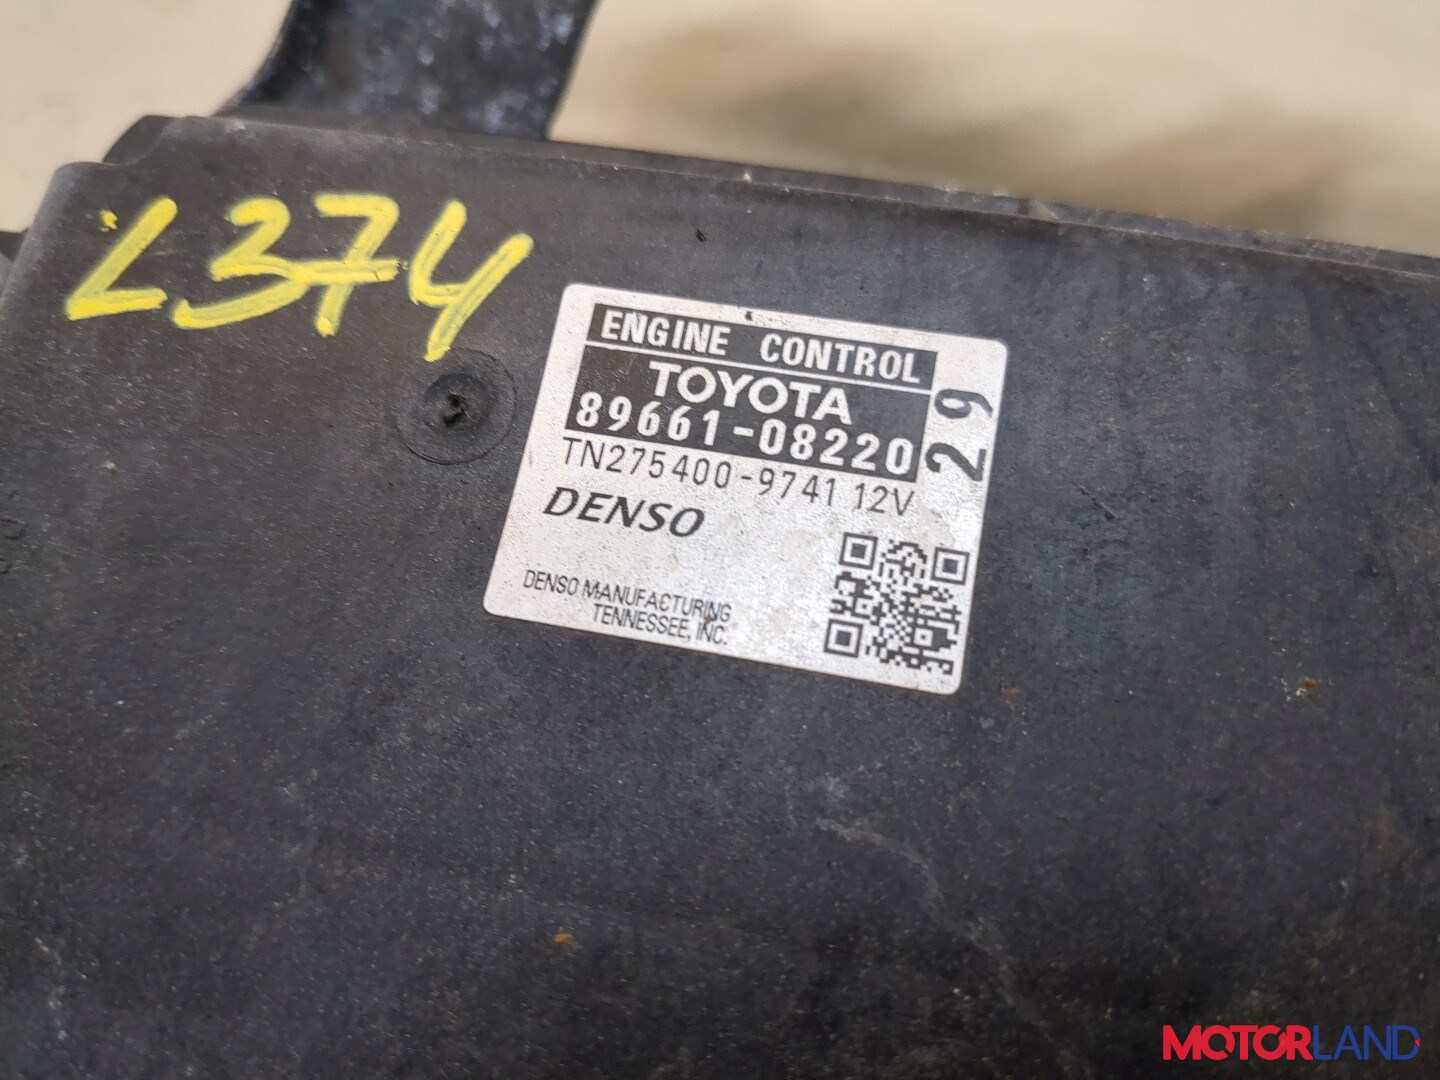 L374
ENGINE CONTROL
TOYOTA
89661-08220
29
TN275400-9741 12V
DENSO
DENSO MANUFACTURING
TENNESSEE, INC.
MOTORLAND